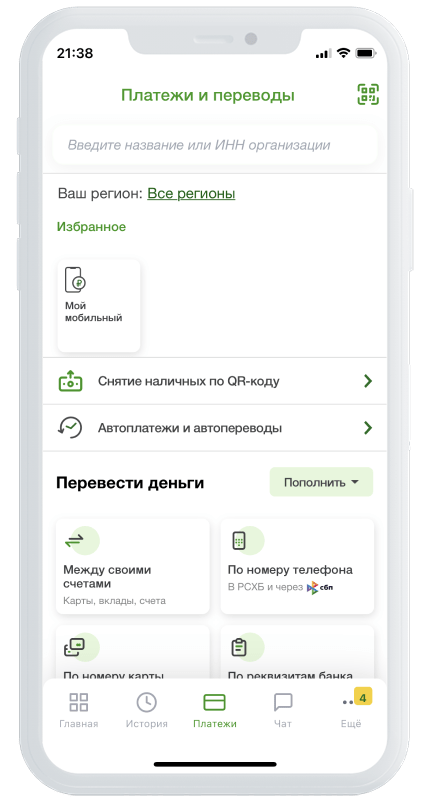 21:38
Платежи и переводы
Введите название или ИНН организации
Ваш регион: Все регионы
Избранное
Мой
мобильный
Снятие наличных по QR-коду
Автоплатежи и автопереводы
Перевести деньги
Пополнить
Между своими
счетами
Карты, вклады, счета
По номеру телефона
В РСХБ и через сбп
По номеру карты
По реквизитам банка
4
Главная
История
Платежи
Чат
Ещё